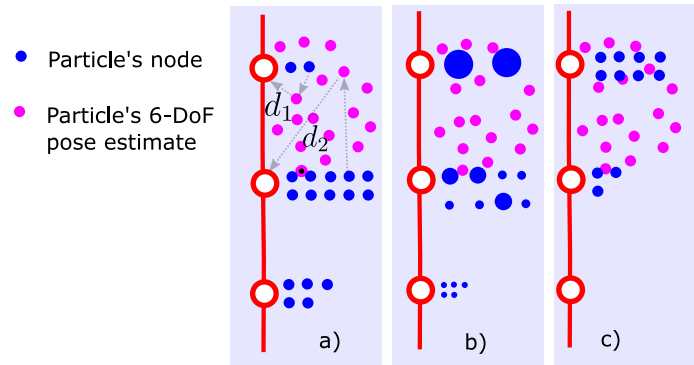 Particle's node
Particle's 6-DoF
pose estimate
d1
d2
a)
b)
c)